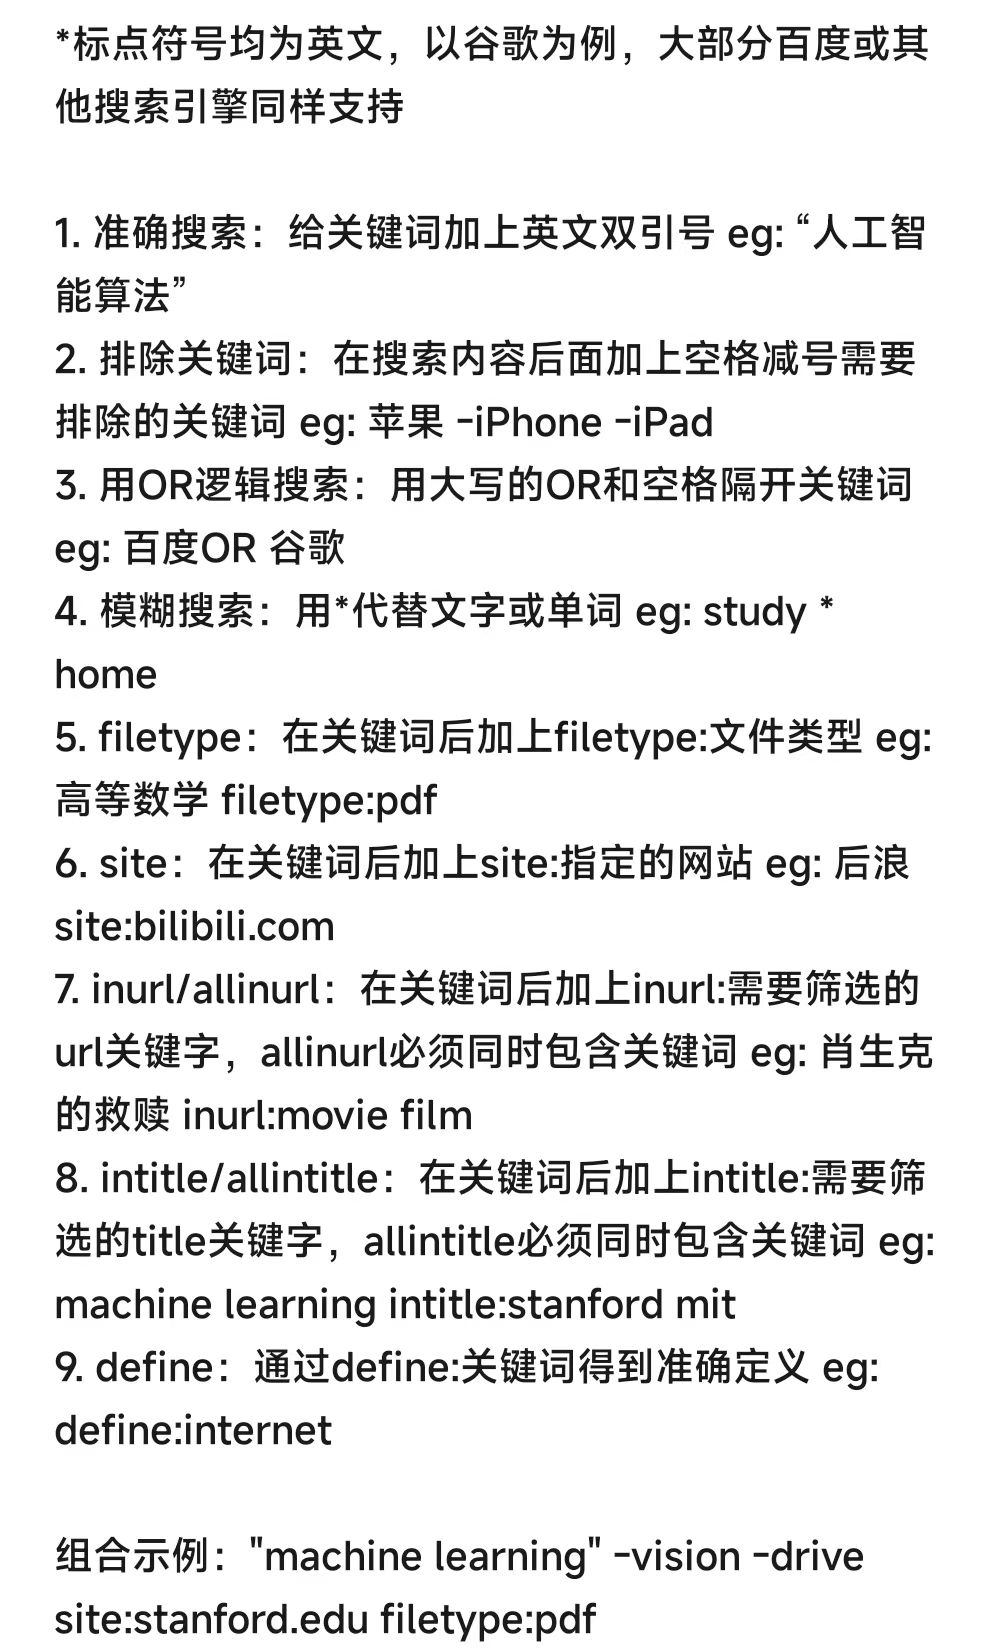 *标点符号均为英文，以谷歌为例，大部分百度或其
他搜索引擎同样支持
1. 准确搜索：给关键词加上英文双引号 eg: “人工智
能算法”
2. 排除关键词：在搜索内容后面加上空格减号需要
排除的关键词 eg: 苹果 -iPhone -iPad
3. 用OR逻辑搜索：用大写的OR和空格隔开关键词
eg: 百度OR 谷歌
4. 模糊搜索：用*代替文字或单词 eg: study *
home
5. filetype：在关键词后加上filetype:文件类型 eg:
高等数学 filetype:pdf
6. site：在关键词后加上site:指定的网站 eg: 后浪
site:bilibili.com
7. inurl/allinurl：在关键词后加上inurl:需要筛选的
url关键字，allinurl必须同时包含关键词 eg: 肖生克
的救赎 inurl:movie film
8. intitle/allintitle：在关键词后加上intitle:需要筛
选的title关键字，allintitle必须同时包含关键词 eg:
machine learning intitle:stanford mit
9. define：通过define:关键词得到准确定义 eg:
define:internet
组合示例："machine learning" -vision -drive
site:stanford.edu filetype:pdf